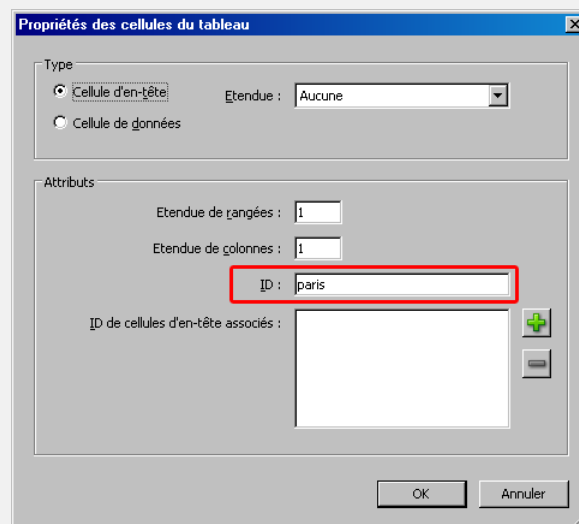 Propriétés des cellules du tableau
Type
Cellule d'en-tête
Etendue :
Aucune
Cellule de données
Attributs
Etendue de rangées :
1
Etendue de colonnes :
1
ID :
paris
ID de cellules d'en-tête associés :
OK
Annuler